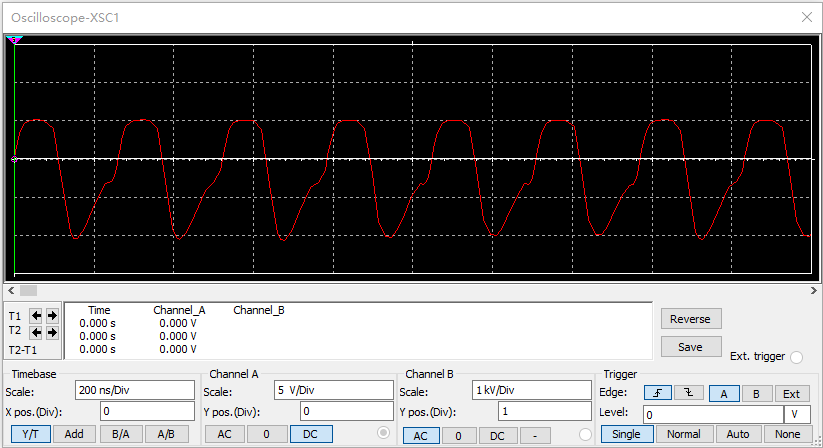 Oscilloscope-XSC1
T1
T2
T2-T1
Time Channel_A Channel_B
0.000 s 0.000 V
0.000 s 0.000 V
0.000 s 0.000 V
Reverse
Save
Ext. trigger
Timebase
Scale: 200 ns/Div
X pos.(Div): 0
Y/T Add B/A A/B
Channel A
Scale: 5 V/Div
Y pos.(Div): 0
AC 0 DC
Channel B
Scale: 1 kV/Div
Y pos.(Div): 1
AC 0 DC -
Trigger
Edge: A B Ext
Level: 0 V
Single Normal Auto None